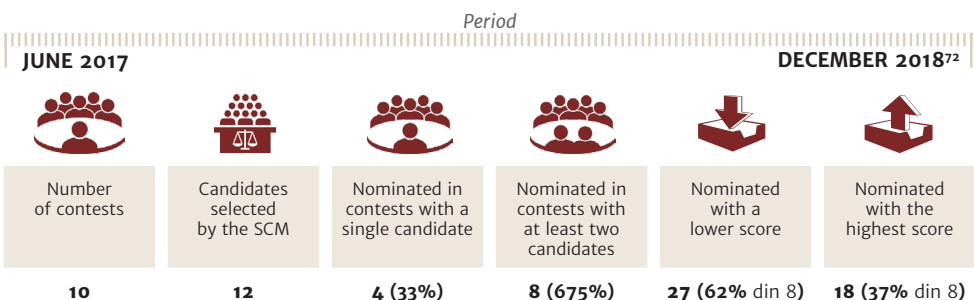 Period
JUNE 2017
DECEMBER 2018⁷²
Number
of contests
10
Candidates
selected
by the SCM
12
Nominated in
contests with a
single candidate
4 (33%)
Nominated in
contests with
at least two
candidates
8 (675%)
Nominated
with a
lower score
27 (62% din 8)
Nominated
with the
highest score
18 (37% din 8)